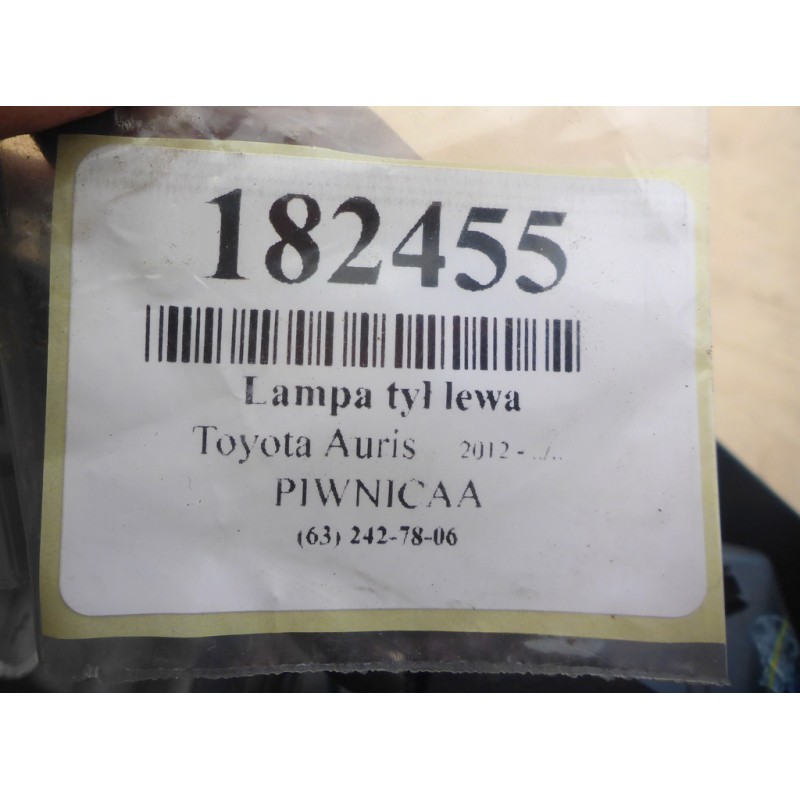 182455
Lampa tył lewa
Toyota Auris 2012 - ../..
PIWNICAA
(63) 242-78-06